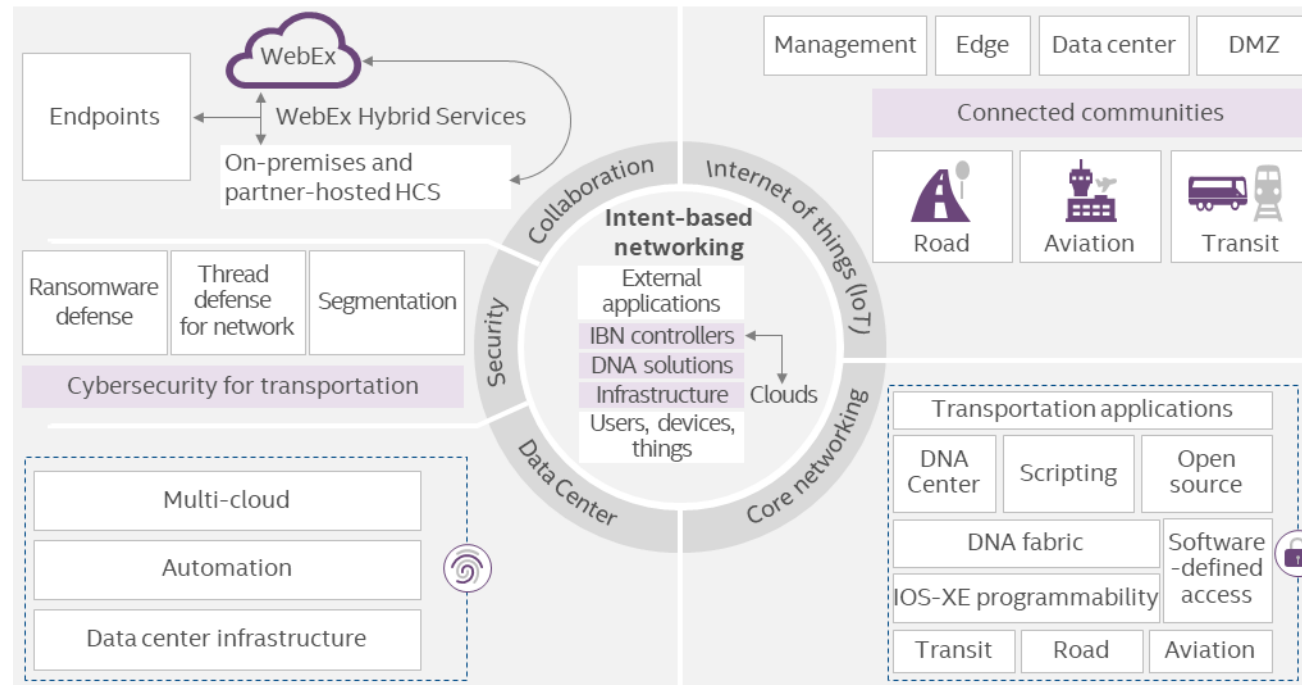 WebEx
Endpoints
WebEx Hybrid Services
On-premises and
partner-hosted HCS
Management
Edge
Data center
DMZ
Connected communities
Road
Aviation
Transit
Collaboration
Internet of things (IoT)
Security
Data Center
Core networking
Intent-based
networking
External
applications
IBN controllers
DNA solutions
Infrastructure
Clouds
Users, devices,
things
Ransomware
defense
Thread
defense
for network
Segmentation
Cybersecurity for transportation
Multi-cloud
Automation
Data center infrastructure
Transportation applications
DNA
Center
Scripting
Open
source
DNA fabric
Software
-defined
access
IOS-XE programmability
Transit
Road
Aviation